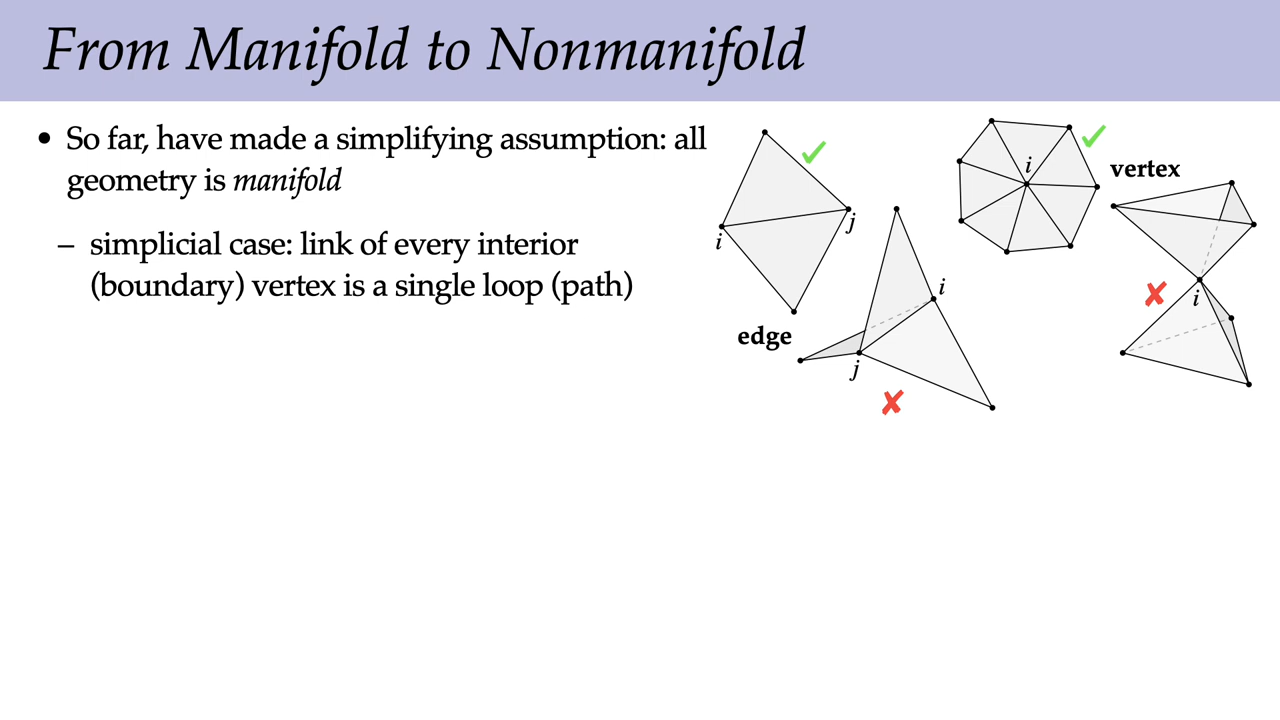 From Manifold to Nonmanifold
• So far, have made a simplifying assumption: all
geometry is manifold
– simplicial case: link of every interior
(boundary) vertex is a single loop (path)
i
j
edge
i
j
i
vertex
i